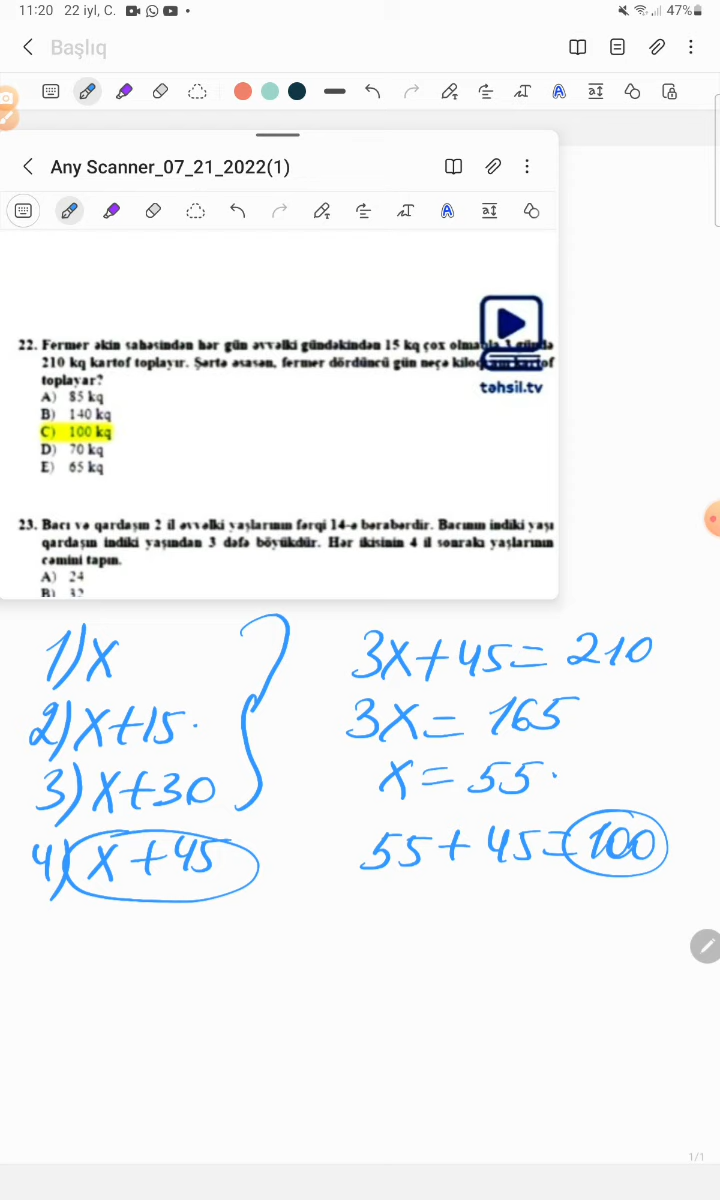 11:20 22 iyl, C. 47%
Başlıq
Any Scanner_07_21_2022(1)
22. Fermer əkin sahəsindən hər gün əvvəlki gündəkindən 15 kq çox olmaqla 3 gündə
210 kq kartof toplayır. Şərtə əsasən, fermer dördüncü gün neçə kiloqram kartof
toplayar?
təhsil.tv
A) 85 kq
B) 140 kq
C) 100 kq
D) 70 kq
E) 65 kq
23. Bacı və qardaşın 2 il əvvəlki yaşlarının fərqi 14-ə bərabərdir. Bacının indiki yaşı
qardaşın indiki yaşından 3 dəfə böyükdür. Hər ikisinin 4 il sonrakı yaşlarının
cəmini tapın.
A) 24
B) 32
1) x
2) x+15.
3) x+30
4) x+45
3x+45=210
3x=165
x=55.
55+45=100
1/1